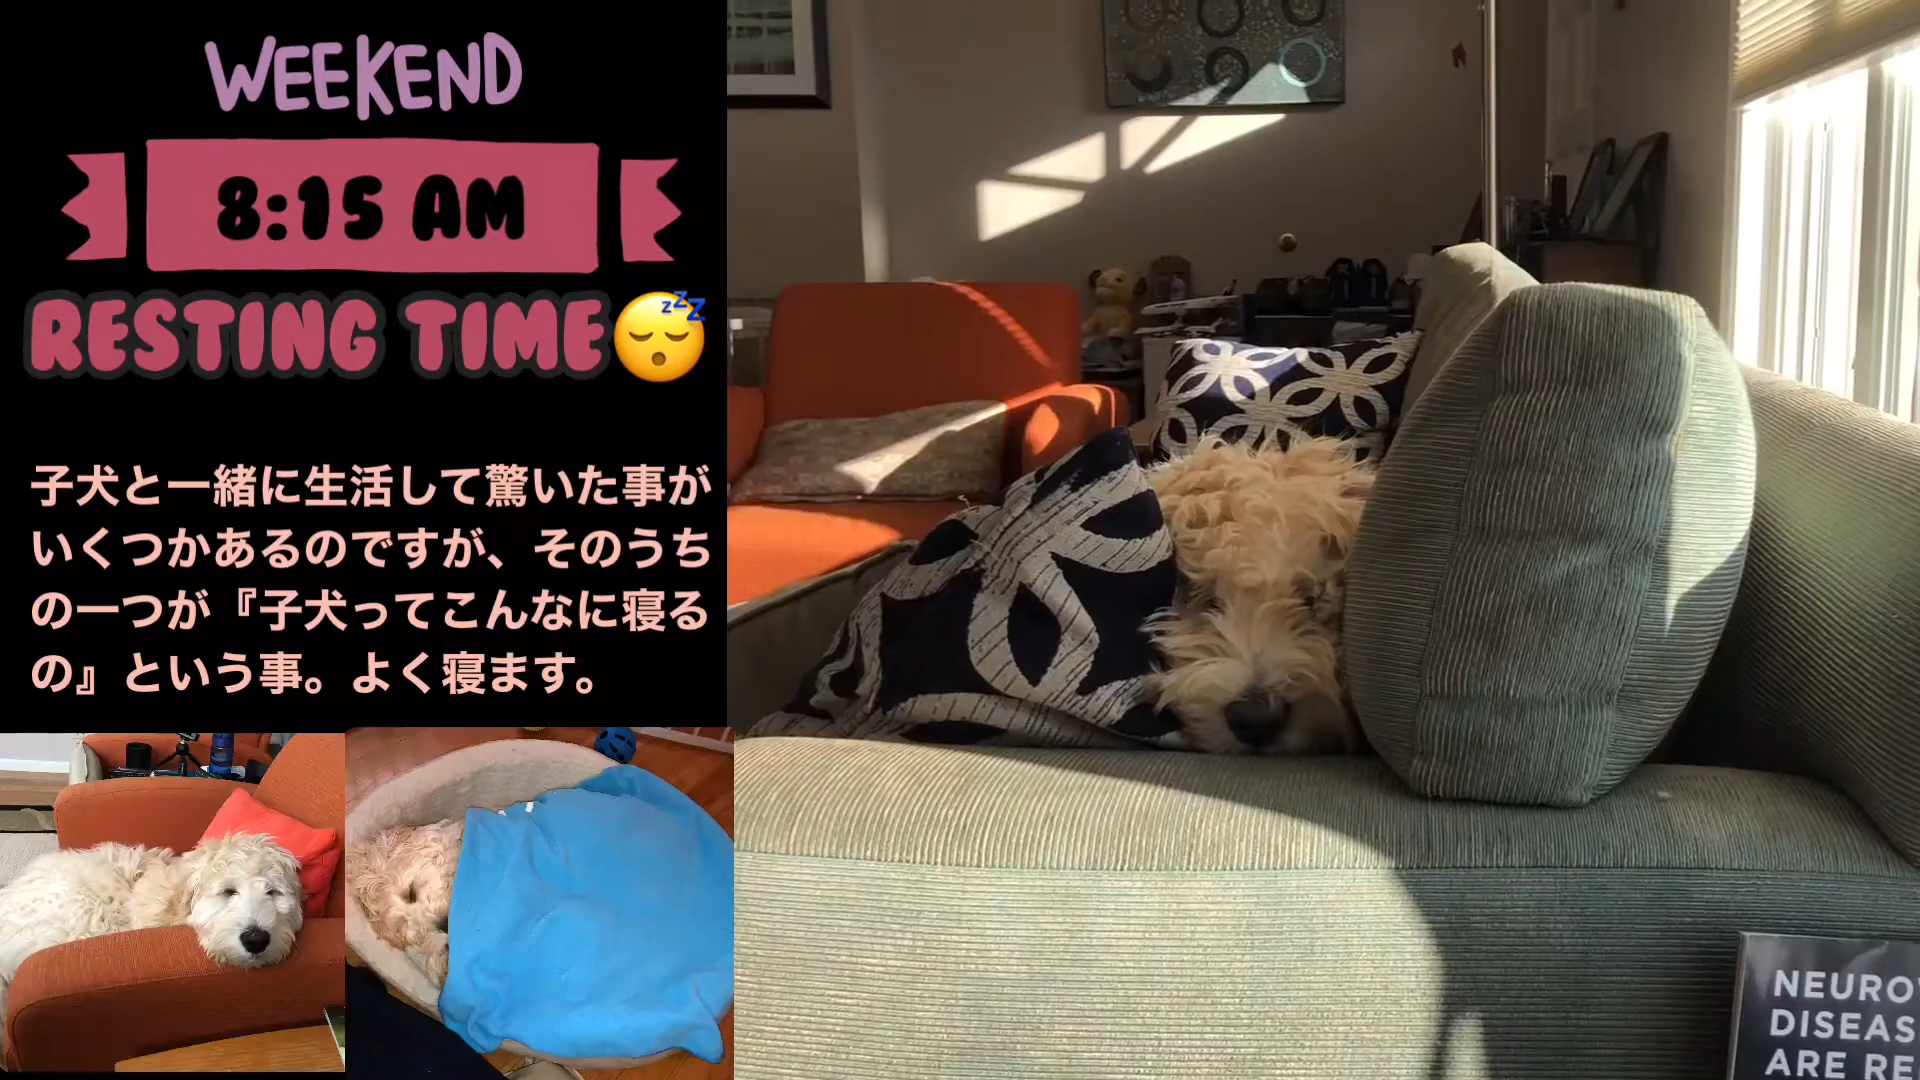 WEEKEND
8:15 AM
RESTING TIME
子犬と一緒に生活して驚いた事が
いくつかあるのですが、そのうち
の一つが『子犬ってこんなに寝る
の』という事。よく寝ます。
DISEAS
ARE RE